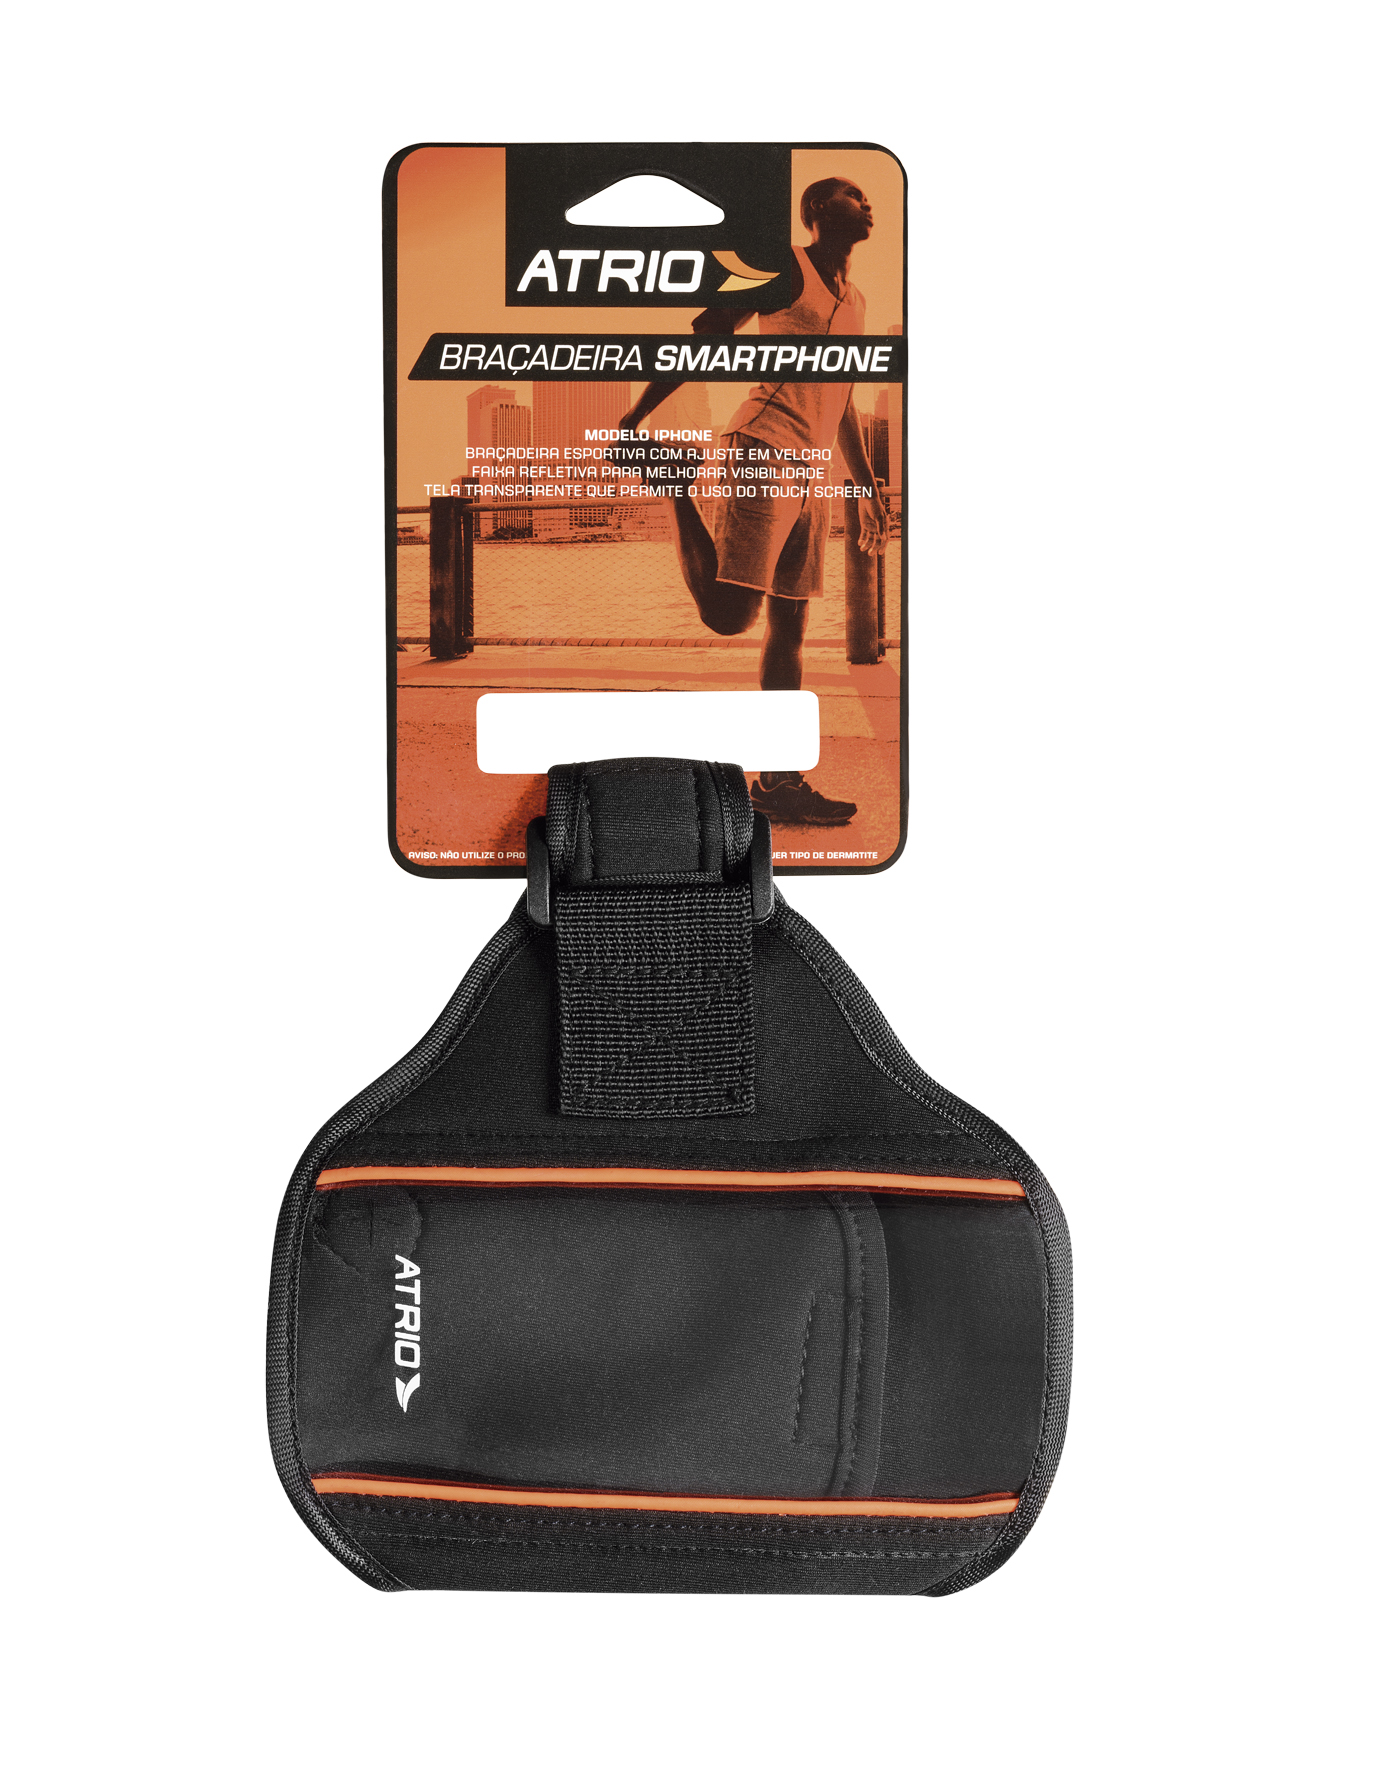 ATRIO
BRAÇADEIRA SMARTPHONE
MODELO IPHONE
BRAÇADEIRA ESPORTIVA COM AJUSTE EM VELCRO
FAIXA REFLETIVA PARA MELHORAR VISIBILIDADE
TELA TRANSPARENTE QUE PERMITE O USO DO TOUCH SCREEN
AVISO: NÃO UTILIZE O TIPO DE DERMATITE
ATRIO